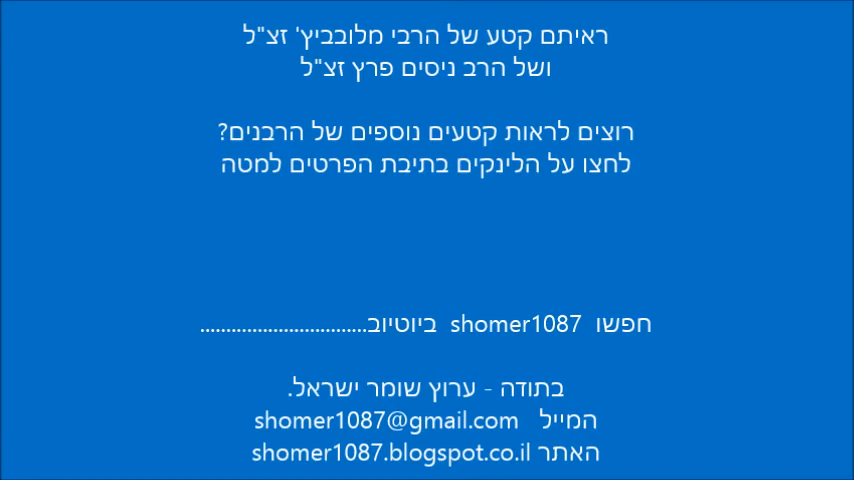 ראיתם קטע של הרבי מלובביץ' זצ"ל
ושל הרב ניסים פרץ זצ"ל
רוצים לראות קטעים נוספים של הרבנים?
לחצו על הלינקים בתיבת הפרטים למטה
חפשו shomer1087 ביוטיוב................................
בתודה - ערוץ שומר ישראל.
המייל shomer1087@gmail.com
האתר shomer1087.blogspot.co.il